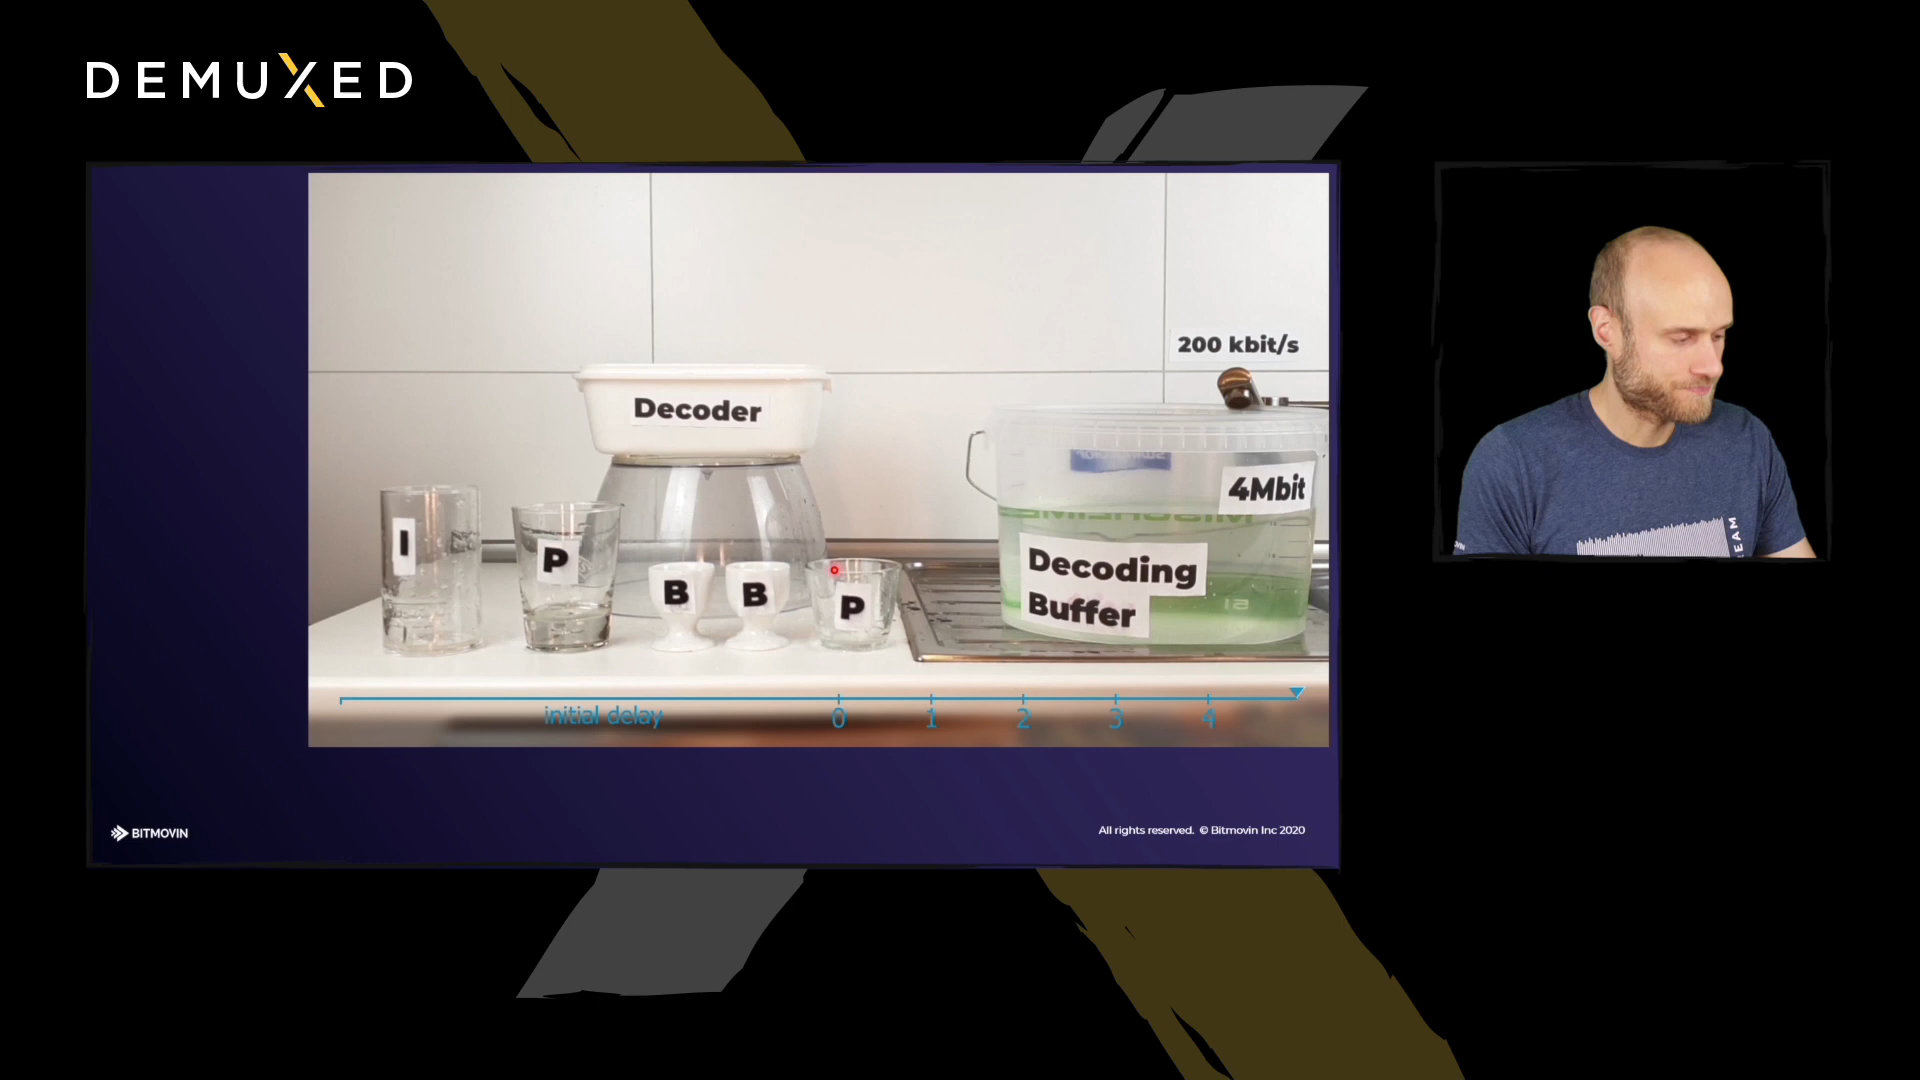 DEMUXED
200 kbit/s
Decoder
4Mbit
I
P
B
B
P
Decoding
Buffer
initial delay
0
1
2
3
4
BITMOVIN
All rights reserved. © Bitmovin Inc 2020